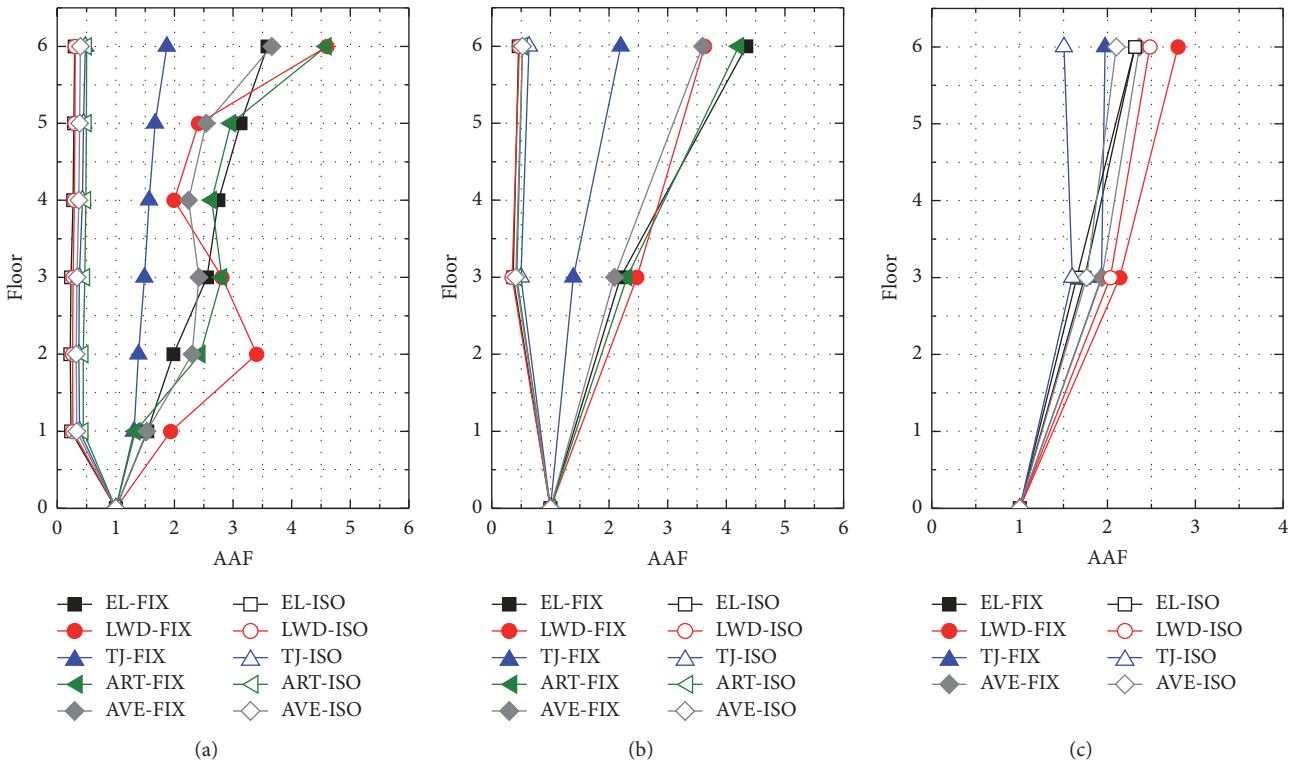 6
5
4
3
2
1
0
Floor
0 1 2 3 4 5 6
AAF
EL-FIX EL-ISO
LWD-FIX LWD-ISO
TJ-FIX TJ-ISO
ART-FIX ART-ISO
AVE-FIX AVE-ISO
(a)
6
5
4
3
2
1
0
Floor
0 1 2 3 4 5 6
AAF
EL-FIX EL-ISO
LWD-FIX LWD-ISO
TJ-FIX TJ-ISO
ART-FIX ART-ISO
AVE-FIX AVE-ISO
(b)
6
5
4
3
2
1
0
Floor
0 1 2 3 4
AAF
EL-FIX EL-ISO
LWD-FIX LWD-ISO
TJ-FIX TJ-ISO
AVE-FIX AVE-ISO
(c)